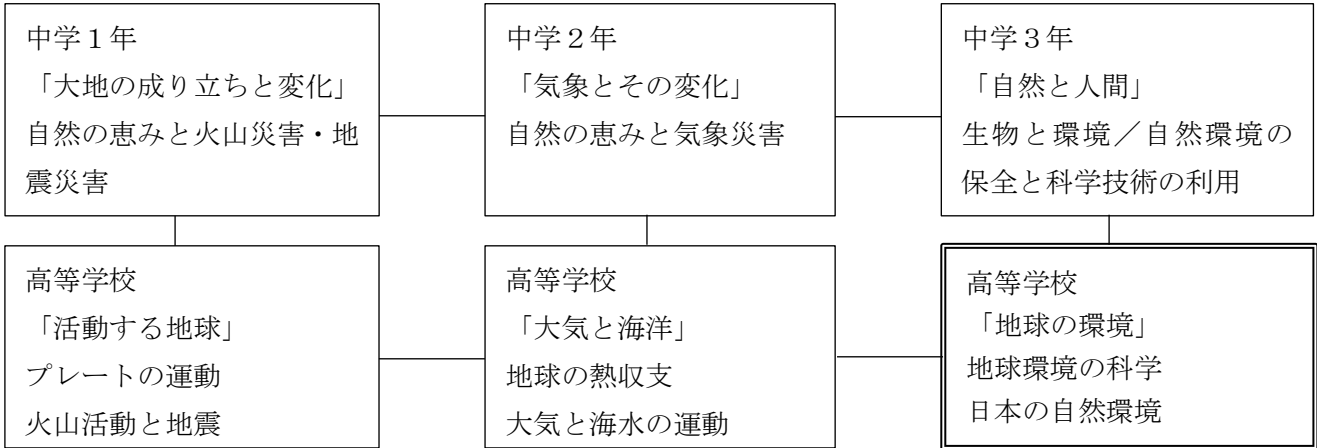 中学１年
「大地の成り立ちと変化」
自然の恵みと火山災害・地
震災害
中学２年
「気象とその変化」
自然の恵みと気象災害
中学３年
「自然と人間」
生物と環境／自然環境の
保全と科学技術の利用
高等学校
「活動する地球」
プレートの運動
火山活動と地震
高等学校
「大気と海洋」
地球の熱収支
大気と海水の運動
高等学校
「地球の環境」
地球環境の科学
日本の自然環境